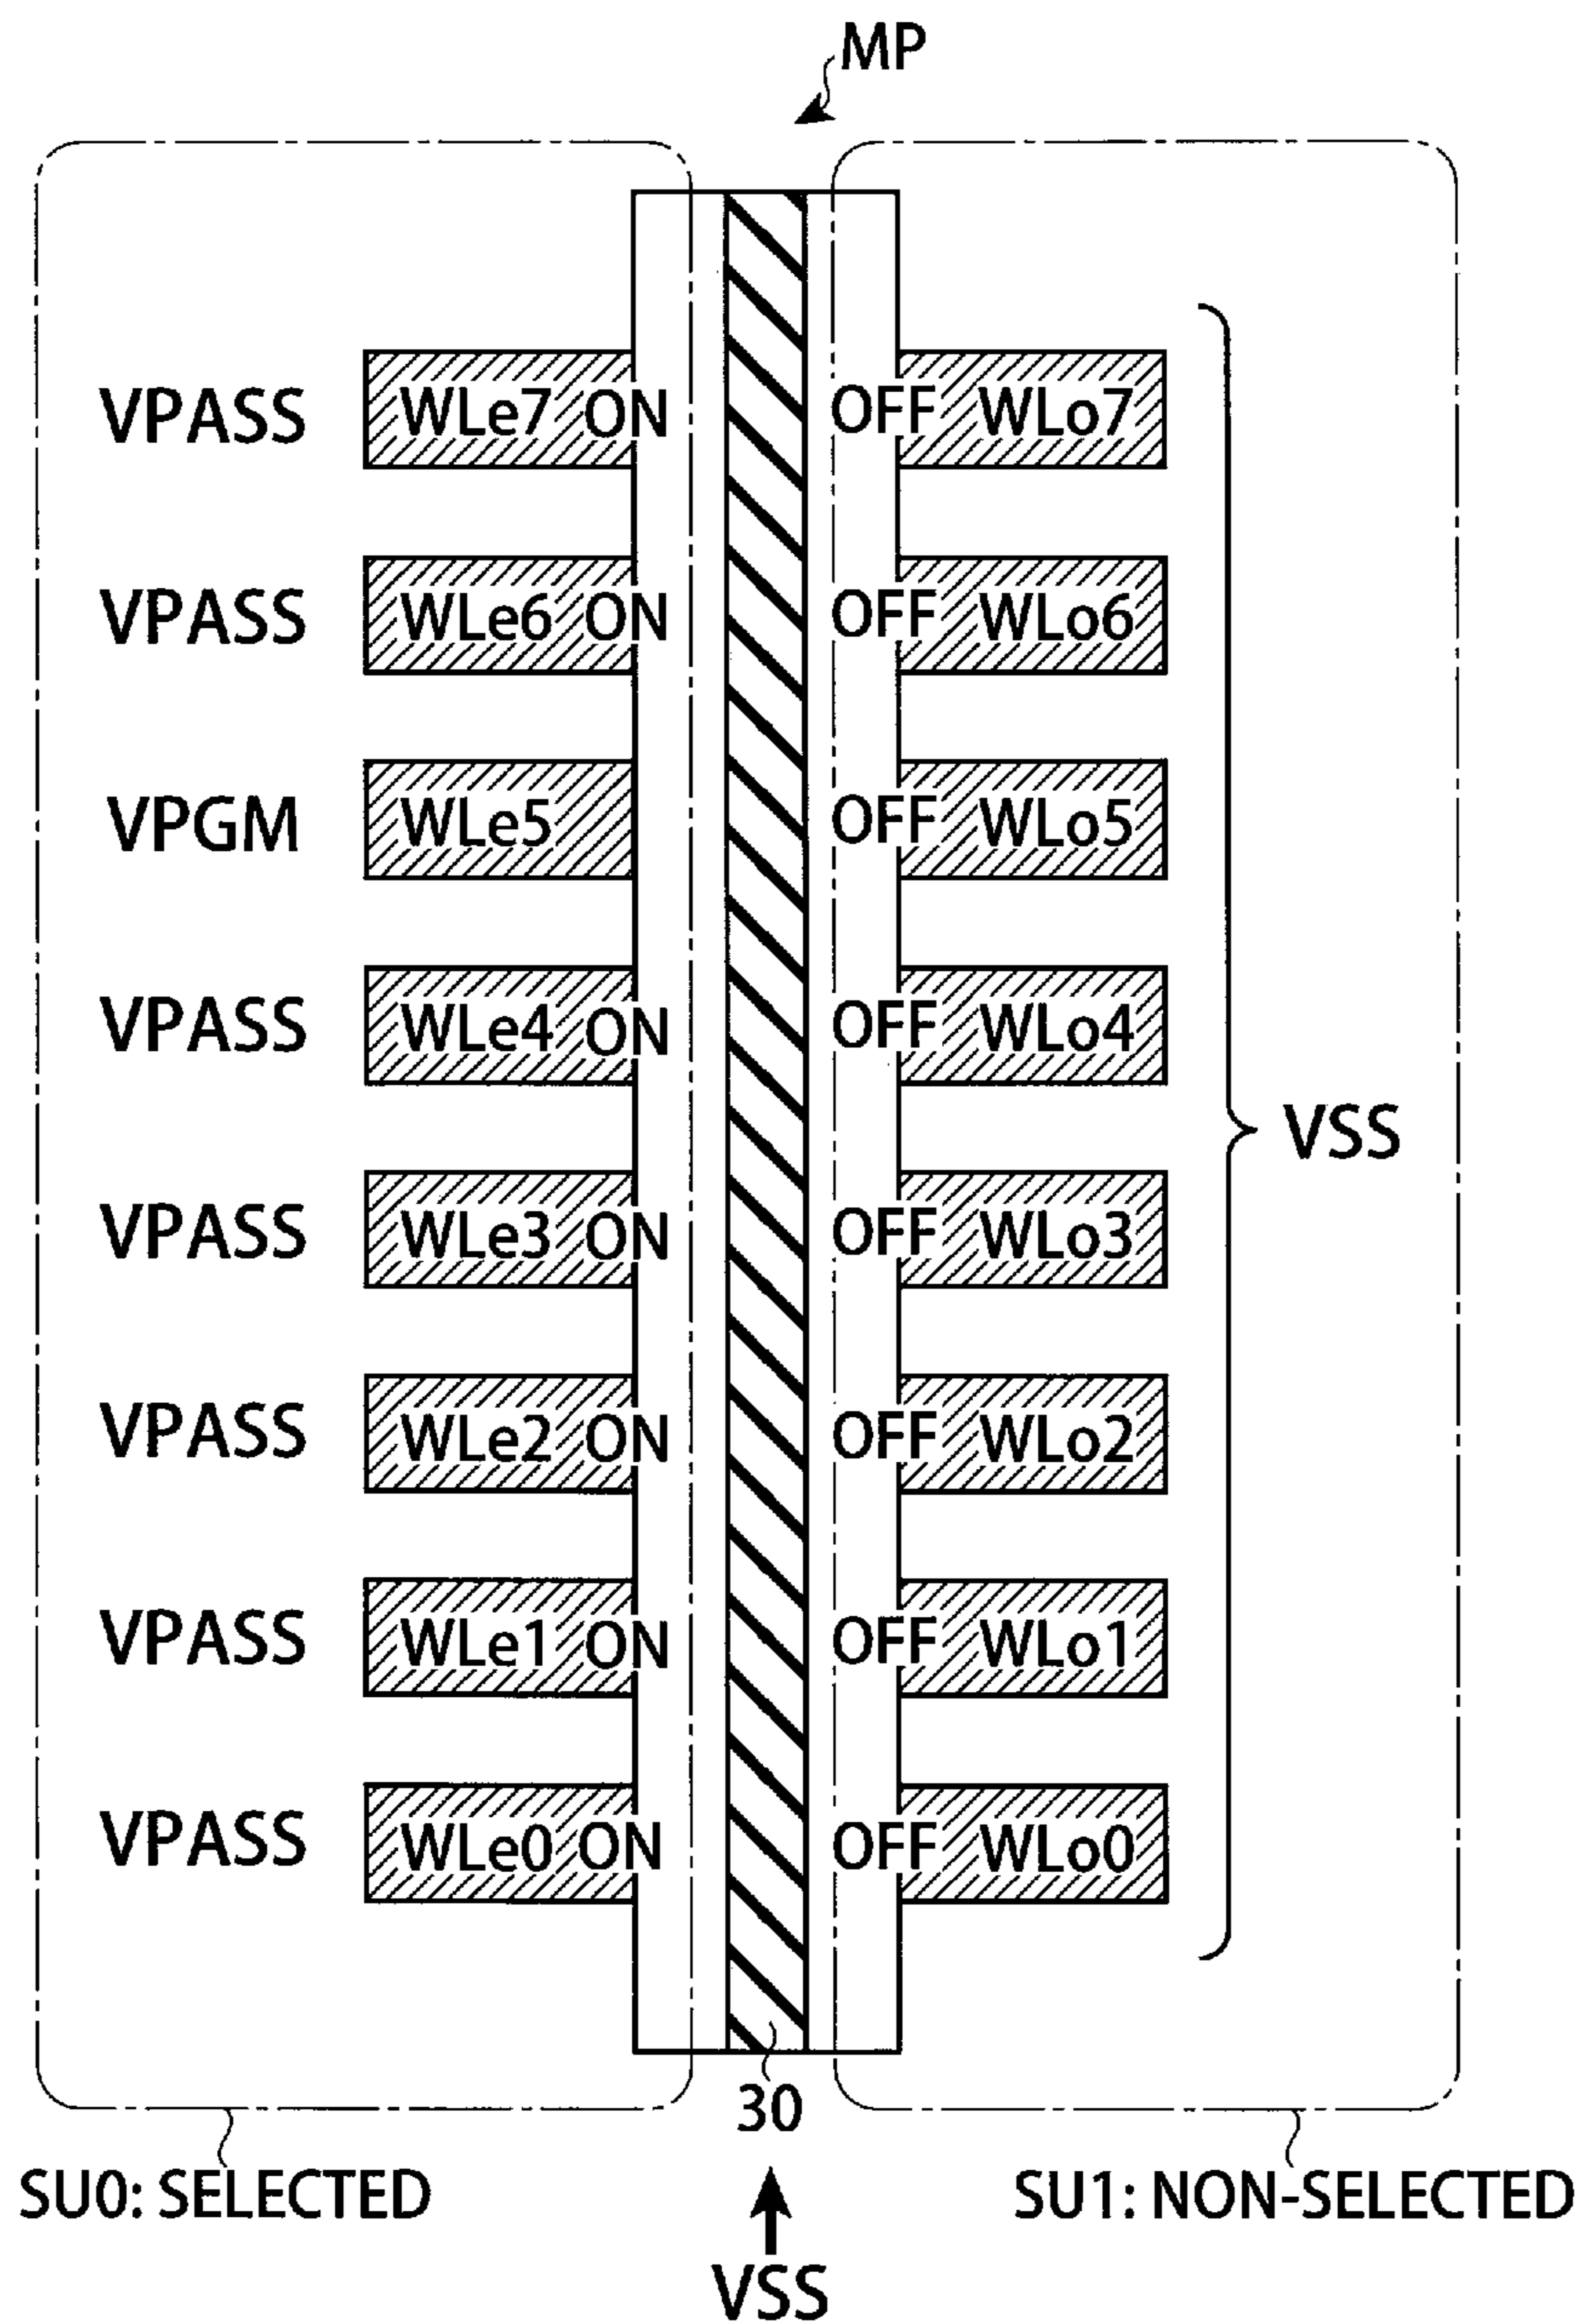 MP
VPASS WLe7 ON OFF WLo7
VPASS WLe6 ON OFF WLo6
VPGM WLe5 OFF WLo5
VPASS WLe4 ON OFF WLo4
VSS
VPASS WLe3 ON OFF WLo3
VPASS WLe2 ON OFF WLo2
VPASS WLe1 ON OFF WLo1
VPASS WLe0 ON OFF WLo0
30
SU0: SELECTED SU1: NON-SELECTED
VSS